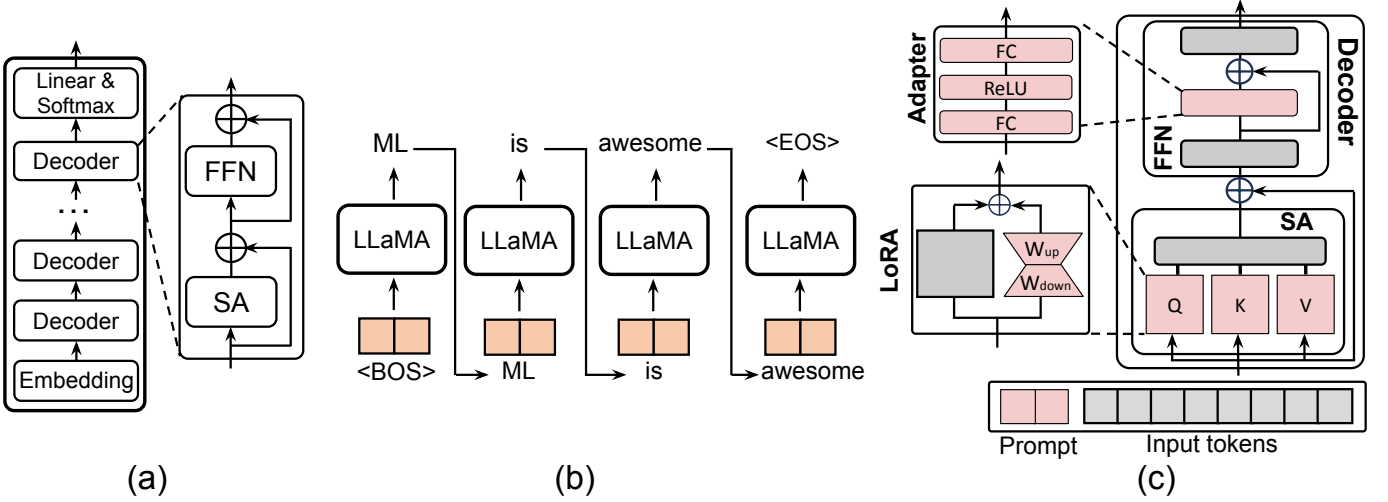 Linear &
Softmax
Decoder
...
Decoder
Decoder
Embedding
FFN
SA
(a)
ML
is
awesome
<EOS>
LLaMA
LLaMA
LLaMA
LLaMA
<BOS>
ML
is
awesome
(b)
Adapter
FC
ReLU
FC
LoRA
Wup
Wdown
Decoder
FFN
SA
Q
K
V
Prompt
Input tokens
(c)